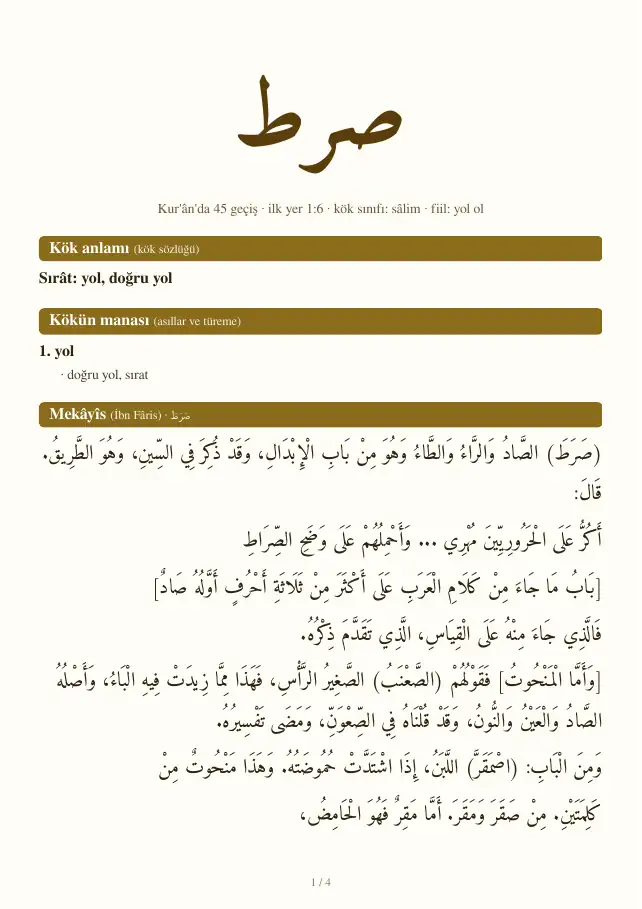 صرط
Kur'ân'da 45 geçiş · ilk yer 1:6 · kök sınıfı: sâlim · fiil: yol ol
Kök anlamı (kök sözlüğü)
Sırât: yol, doğru yol
Kökün manası (asıllar ve türeme)
1. yol
· doğru yol, sırat
Mekâyîs (İbn Fâris) · صَرَطَ
(صَرَطَ) الصَّادُ وَالرَّاءُ وَالطَّاءُ وَهُوَ مِنْ بَابِ الْإِبْدَالِ، وَقَدْ ذُكِرَ فِي السِّينِ، وَهُوَ الطَّرِيقُ.
قَالَ:
أَكُرُّ عَلَى الْحَرُورِيِّينَ مُهْرِي ... وَأَحْمِلُهُمْ عَلَى وَضَحِ الصِّرَاطِ
[بَابُ مَا جَاءَ مِنْ كَلَامِ الْعَرَبِ عَلَى أَكْثَرَ مِنْ ثَلَاثَةِ أَحْرُفٍ أَوَّلُهُ صَادٌ]
فَالَّذِي جَاءَ مِنْهُ عَلَى الْقِيَاسِ، الَّذِي تَقَدَّمَ ذِكْرُهُ.
[وَأَمَّا الْمَنْحُوتُ] فَقَوْلُهُمْ (الصَّعْنَبُ) الصَّغِيرُ الرَّأْسِ، فَهَذَا مِمَّا زِيدَتْ فِيهِ الْبَاءُ، وَأَصْلُهُ
الصَّادُ وَالْعَيْنُ وَالنُّونُ، وَقَدْ قُلْنَاهُ فِي الصِّعْوَنِّ، وَمَضَى تَفْسِيرُهُ.
وَمِنَ الْبَابِ: (اصْمَقَرَّ) اللَّبَنُ، إِذَا اشْتَدَّتْ حُمُوضَتُهُ. وَهَذَا مَنْحُوتٌ مِنْ
كَلِمَتَيْنِ. مِنْ صَقَرَ وَمَقَرَ. أَمَّا مَقِرٌ فَهُوَ الْحَامِضُ،
1 / 4